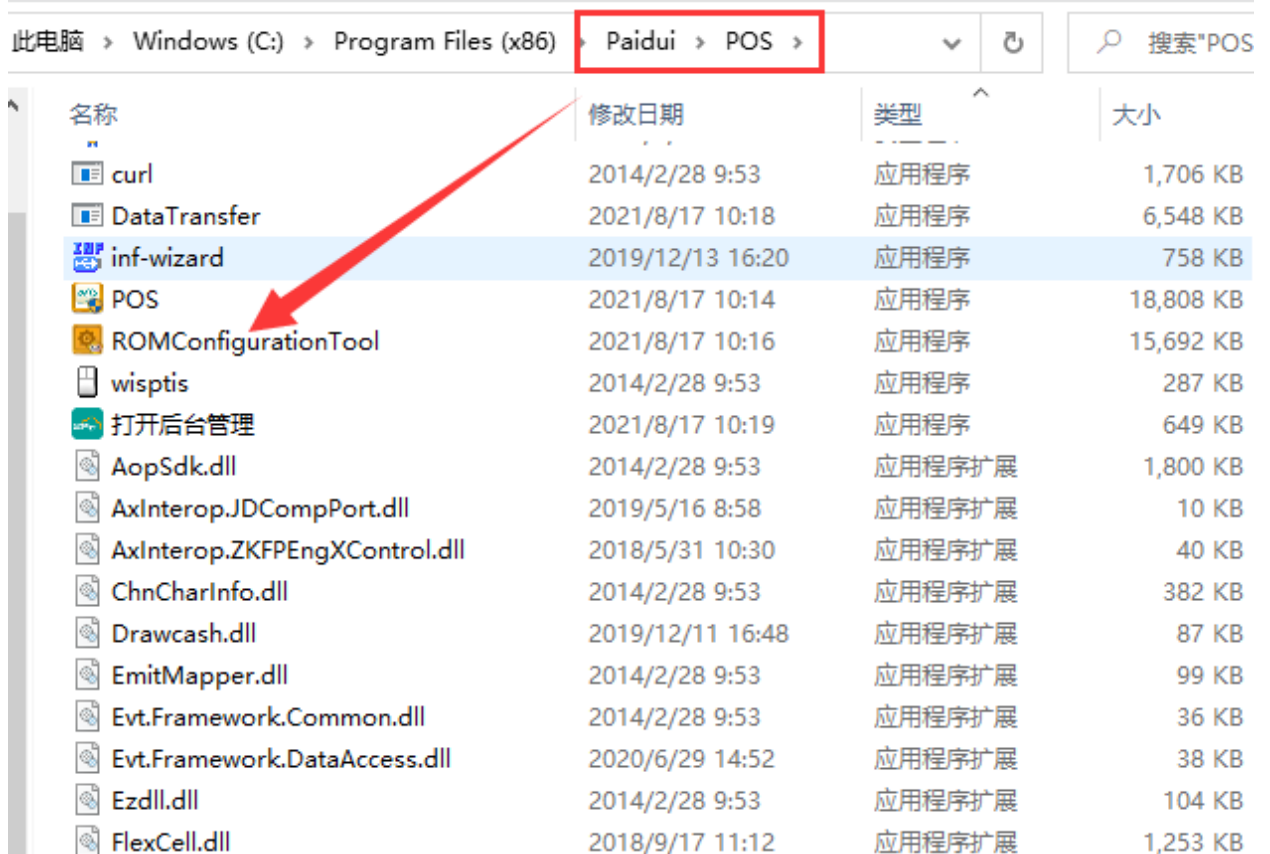 此电脑 > Windows (C:) > Program Files (x86) > Paidui > POS > 搜索"POS
名称 修改日期 类型 大小
curl 2014/2/28 9:53 应用程序 1,706 KB
DataTransfer 2021/8/17 10:18 应用程序 6,548 KB
inf-wizard 2019/12/13 16:20 应用程序 758 KB
POS 2021/8/17 10:14 应用程序 18,808 KB
ROMConfigurationTool 2021/8/17 10:16 应用程序 15,692 KB
wisptis 2014/2/28 9:53 应用程序 287 KB
打开后台管理 2021/8/17 10:19 应用程序 649 KB
AopSdk.dll 2014/2/28 9:53 应用程序扩展 1,800 KB
AxInterop.JDCompPort.dll 2019/5/16 8:58 应用程序扩展 10 KB
AxInterop.ZKFPEngXControl.dll 2018/5/31 10:30 应用程序扩展 40 KB
ChnCharInfo.dll 2014/2/28 9:53 应用程序扩展 382 KB
Drawcash.dll 2019/12/11 16:48 应用程序扩展 87 KB
EmitMapper.dll 2014/2/28 9:53 应用程序扩展 99 KB
Evt.Framework.Common.dll 2014/2/28 9:53 应用程序扩展 36 KB
Evt.Framework.DataAccess.dll 2020/6/29 14:52 应用程序扩展 38 KB
Ezdll.dll 2014/2/28 9:53 应用程序扩展 104 KB
FlexCell.dll 2018/9/17 11:12 应用程序扩展 1,253 KB